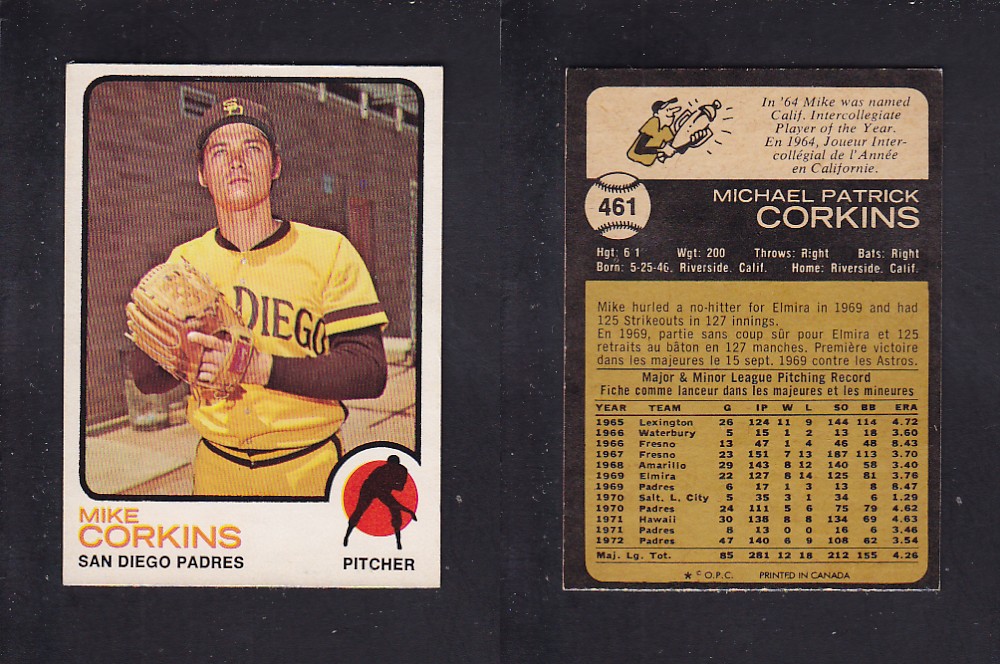 SD
DIEGO
MIKE
CORKINS
SAN DIEGO PADRES
PITCHER
In '64 Mike was named
Calif. Intercollegiate
Player of the Year.
En 1964, Joueur Inter-
collégial de l'Année
en Californie.
461
MICHAEL PATRICK
CORKINS
Hgt: 6 1 Wgt: 200 Throws: Right Bats: Right
Born: 5-25-46, Riverside, Calif. Home: Riverside, Calif.
Mike hurled a no-hitter for Elmira in 1969 and had
125 Strikeouts in 127 innings.
En 1969, partie sans coup sûr pour Elmira et 125
retraits au bâton en 127 manches. Première victoire
dans les majeures le 15 sept. 1969 contre les Astros.
Major & Minor League Pitching Record
Fiche comme lanceur dans les majeures et les mineures
YEAR TEAM G IP W L SO BB ERA
1965 Lexington 26 124 11 9 144 114 4.72
1966 Waterbury 5 15 1 2 13 18 3.60
1966 Fresno 13 47 1 4 46 48 8.43
1967 Fresno 23 151 7 13 187 113 3.70
1968 Amarillo 29 143 8 12 140 58 3.40
1969 Elmira 22 127 8 14 125 81 3.76
1969 Padres 6 17 1 3 13 8 8.47
1970 Salt. L. City 5 35 3 1 34 6 1.29
1970 Padres 24 111 5 6 75 79 4.62
1971 Hawaii 30 138 8 8 134 69 4.63
1971 Padres 8 13 0 0 16 6 3.46
1972 Padres 47 140 6 9 108 62 3.54
Maj. Lg. Tot. 85 281 12 18 212 155 4.26
★ © O.P.C. PRINTED IN CANADA